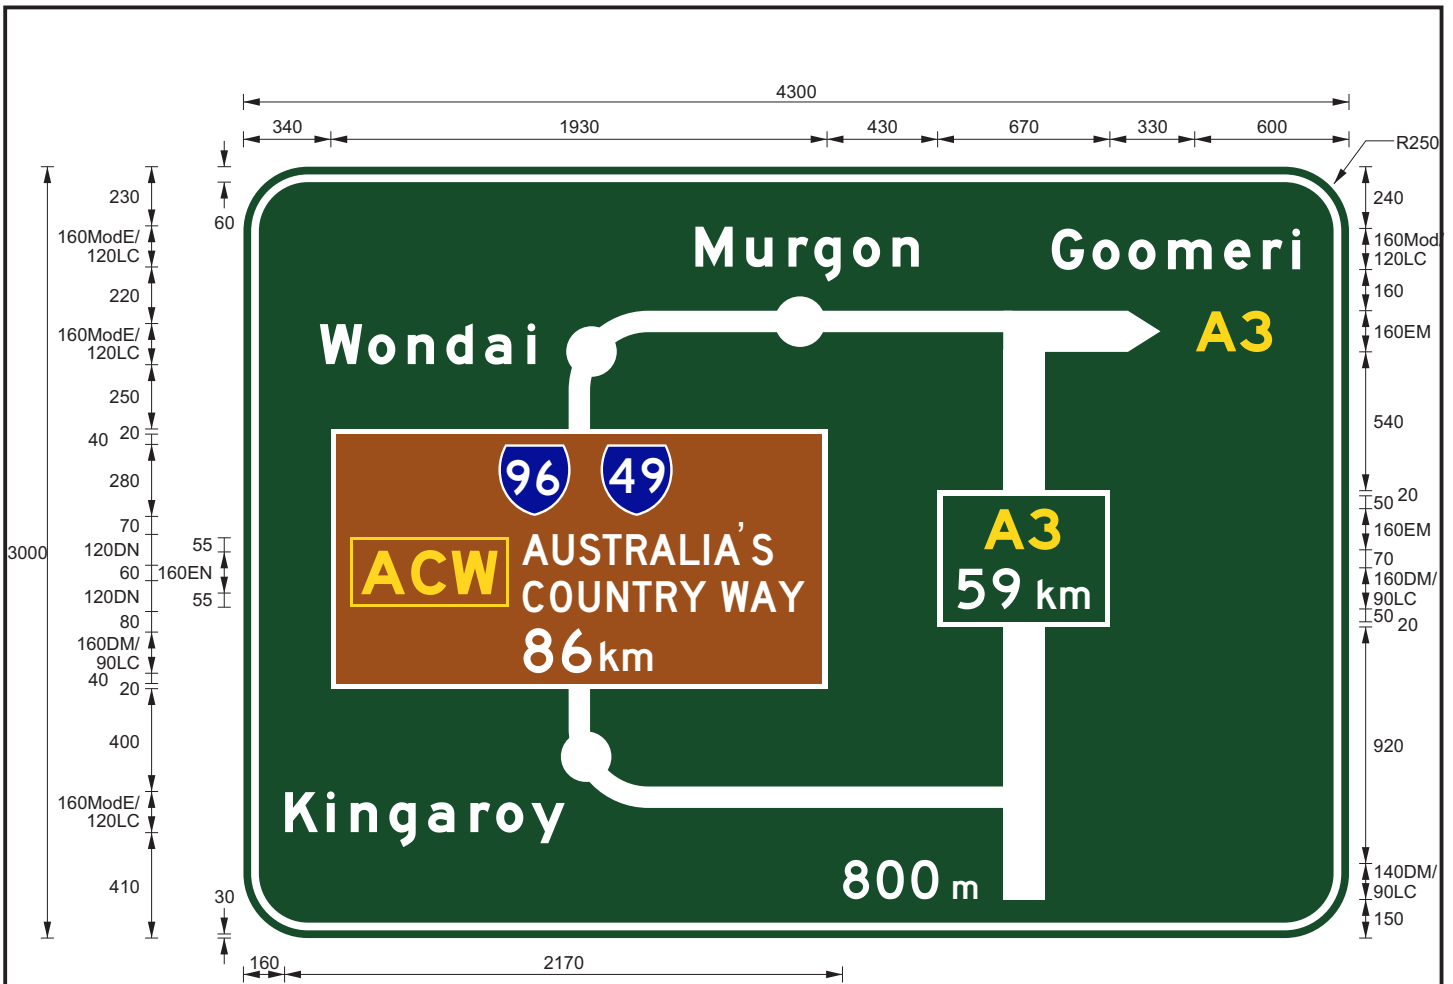 4300
340 1930 430 670 330 600
R250
230
60
240
160ModE/
120LC
160Mod/
120LC
Murgon
Goomeri
220
160
160ModE/
120LC
160EM
Wondai
A3
250
540
20
40
280
96 49
20
50
70
A3
160EM
120DN
55
AUSTRALIA'S
3000
60
160EN
ACW
70
120DN
55
COUNTRY WAY
59 km
160DM/
90LC
80
50
20
160DM/
90LC
86km
40
20
400
920
160ModE/
120LC
Kingaroy
410
30
800 m
140DM/
90LC
150
160 2170